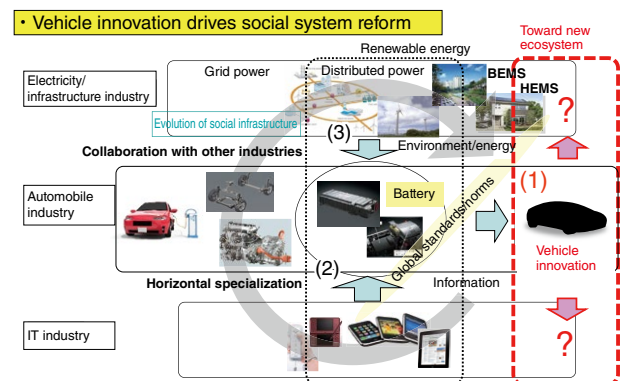 ・Vehicle innovation drives social system reform
Toward new
ecosystem
Renewable energy
Grid power
Distributed power
BEMS
HEMS
Electricity/
infrastructure industry
?
Evolution of social infrastructure
(3)
Environment/energy
Collaboration with other industries
(1)
Automobile
industry
Battery
Global standards/norms
Vehicle
innovation
(2)
Horizontal specialization
Information
IT industry
?